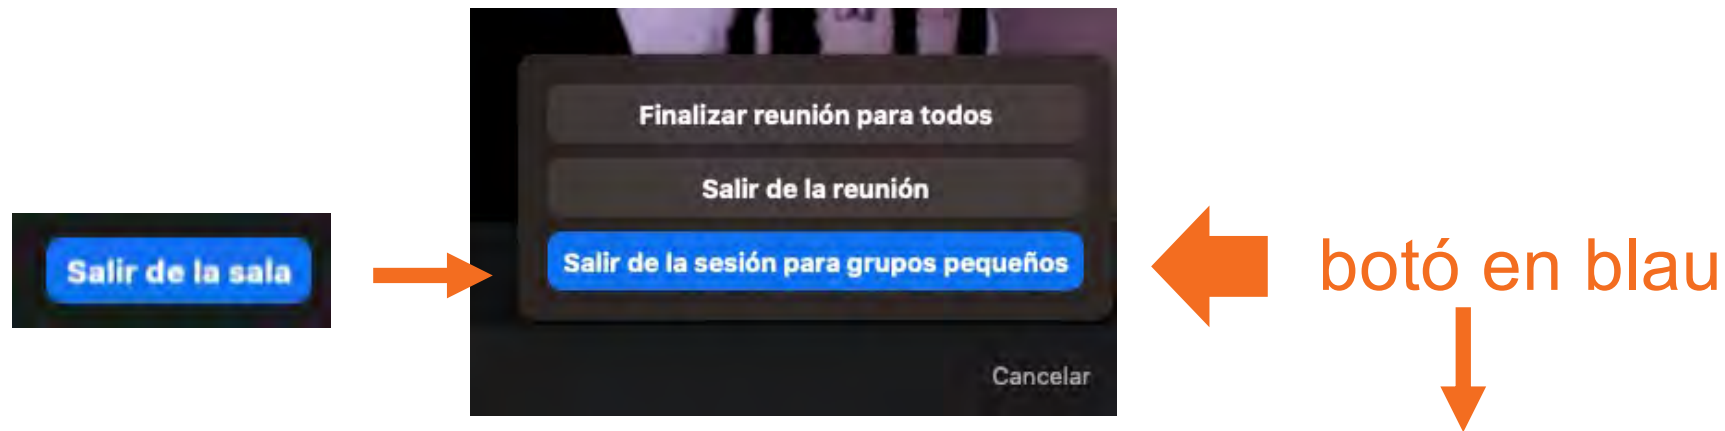 Salir de la sala
Finalizar reunión para todos
Salir de la reunión
Salir de la sesión para grupos pequeños
Cancelar
botó en blau